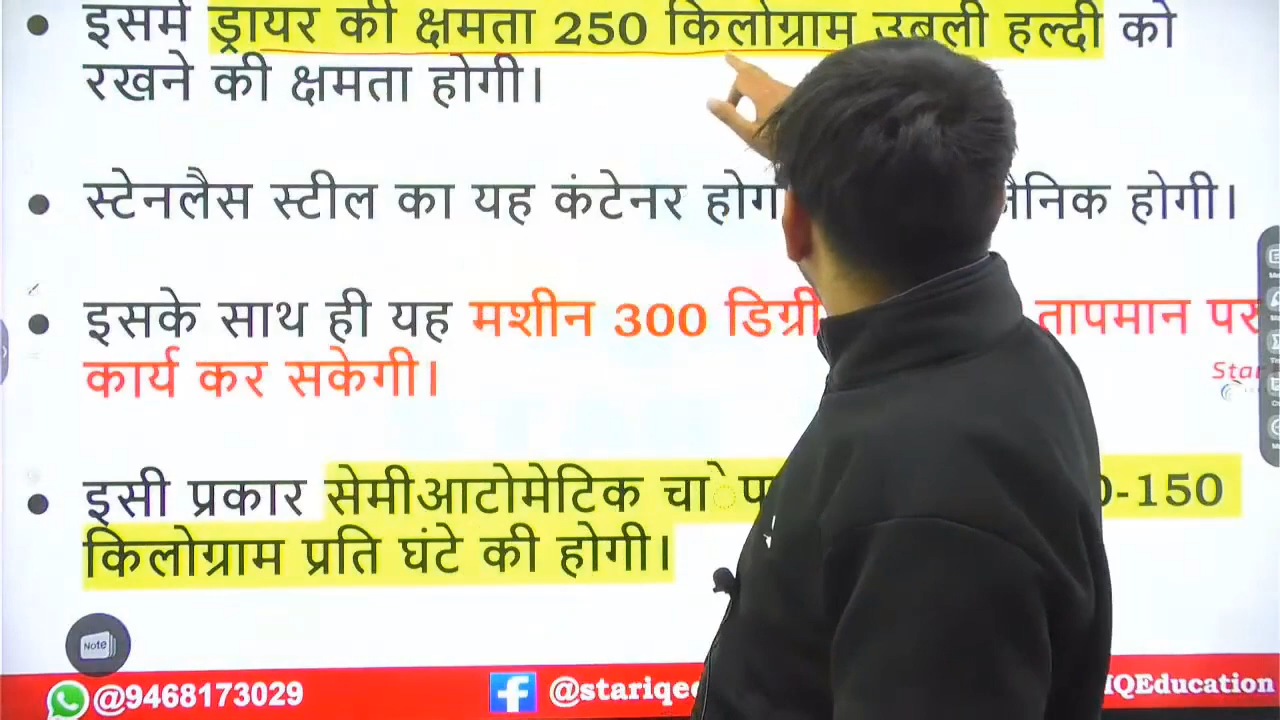 इसमें ड्रायर की क्षमता 250 किलोग्राम उबली हल्दी को
रखने की क्षमता होगी।
स्टेनलैस स्टील का यह कंटेनर होग होगी।
इसके साथ ही यह मशीन 300 डिग्री तापमान पर
कार्य कर सकेगी।
Star
इसी प्रकार सेमीआटोमेटिक -150
किलोग्राम प्रति घंटे की होगी।
Note
@9468173029
@stariqe
IQEducation